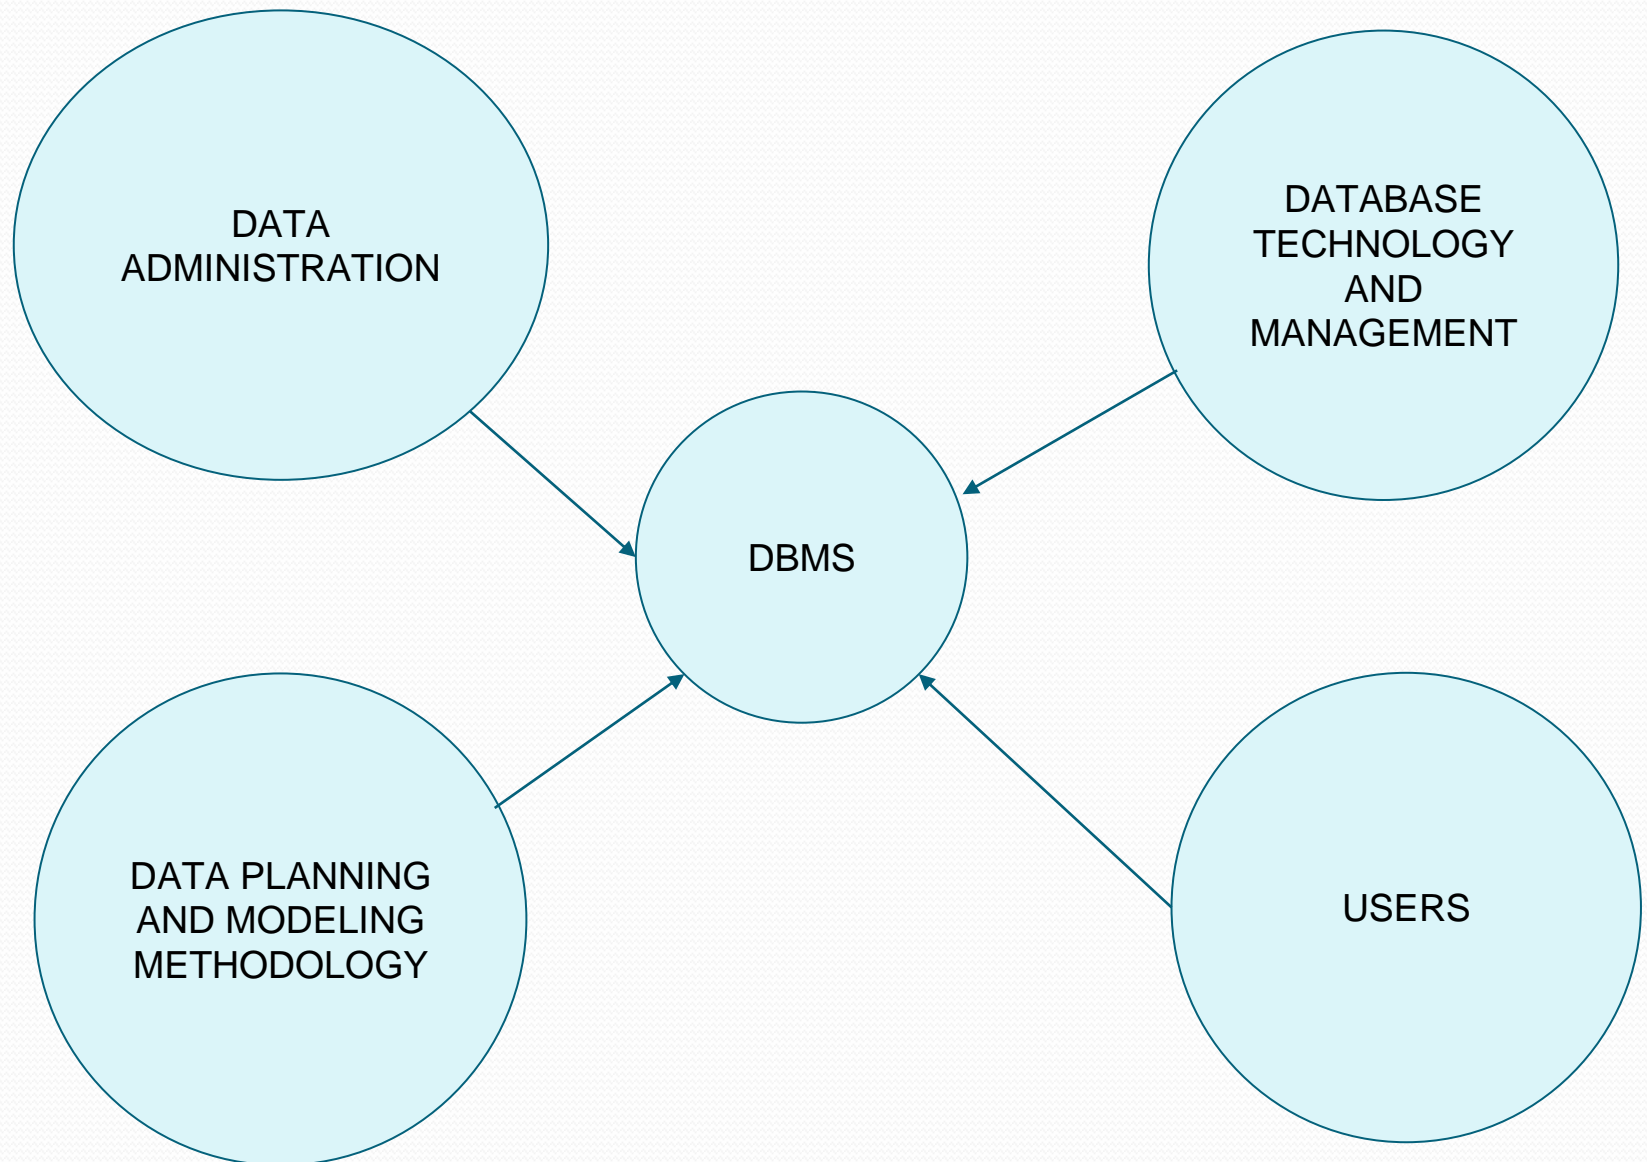 DATA
ADMINISTRATION
DATABASE
TECHNOLOGY
AND
MANAGEMENT
DBMS
DATA PLANNING
AND MODELING
METHODOLOGY
USERS